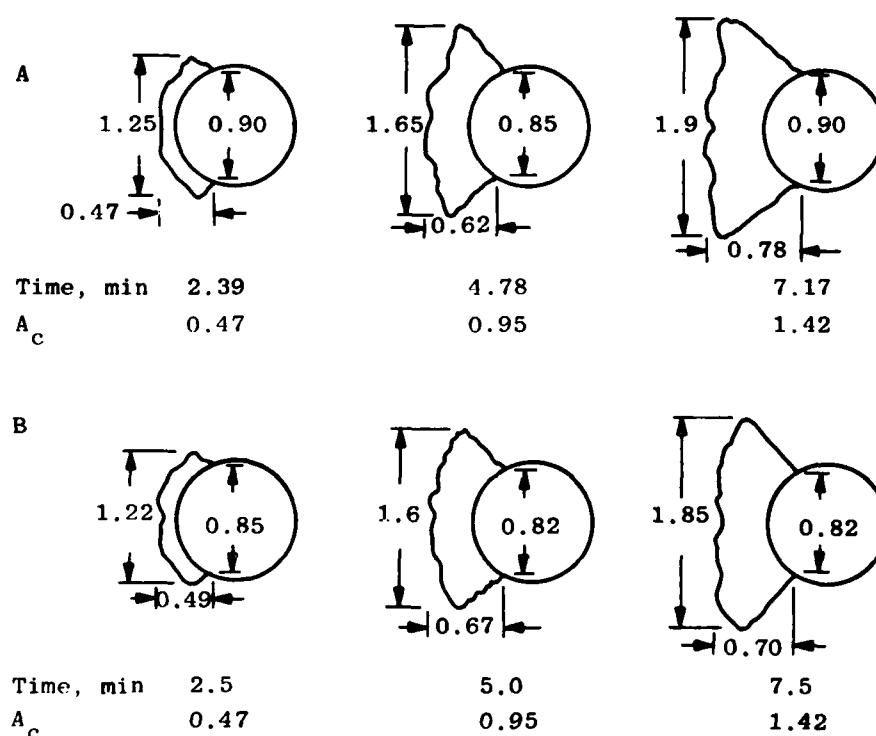 A
1.25 0.90 1.65 0.85 1.9 0.90
0.47 0.62 0.78
Time, min 2.39 4.78 7.17
A_c 0.47 0.95 1.42
B
1.22 0.85 1.6 0.82 1.85 0.82
0.49 0.67 0.70
Time, min 2.5 5.0 7.5
A_c 0.47 0.95 1.42